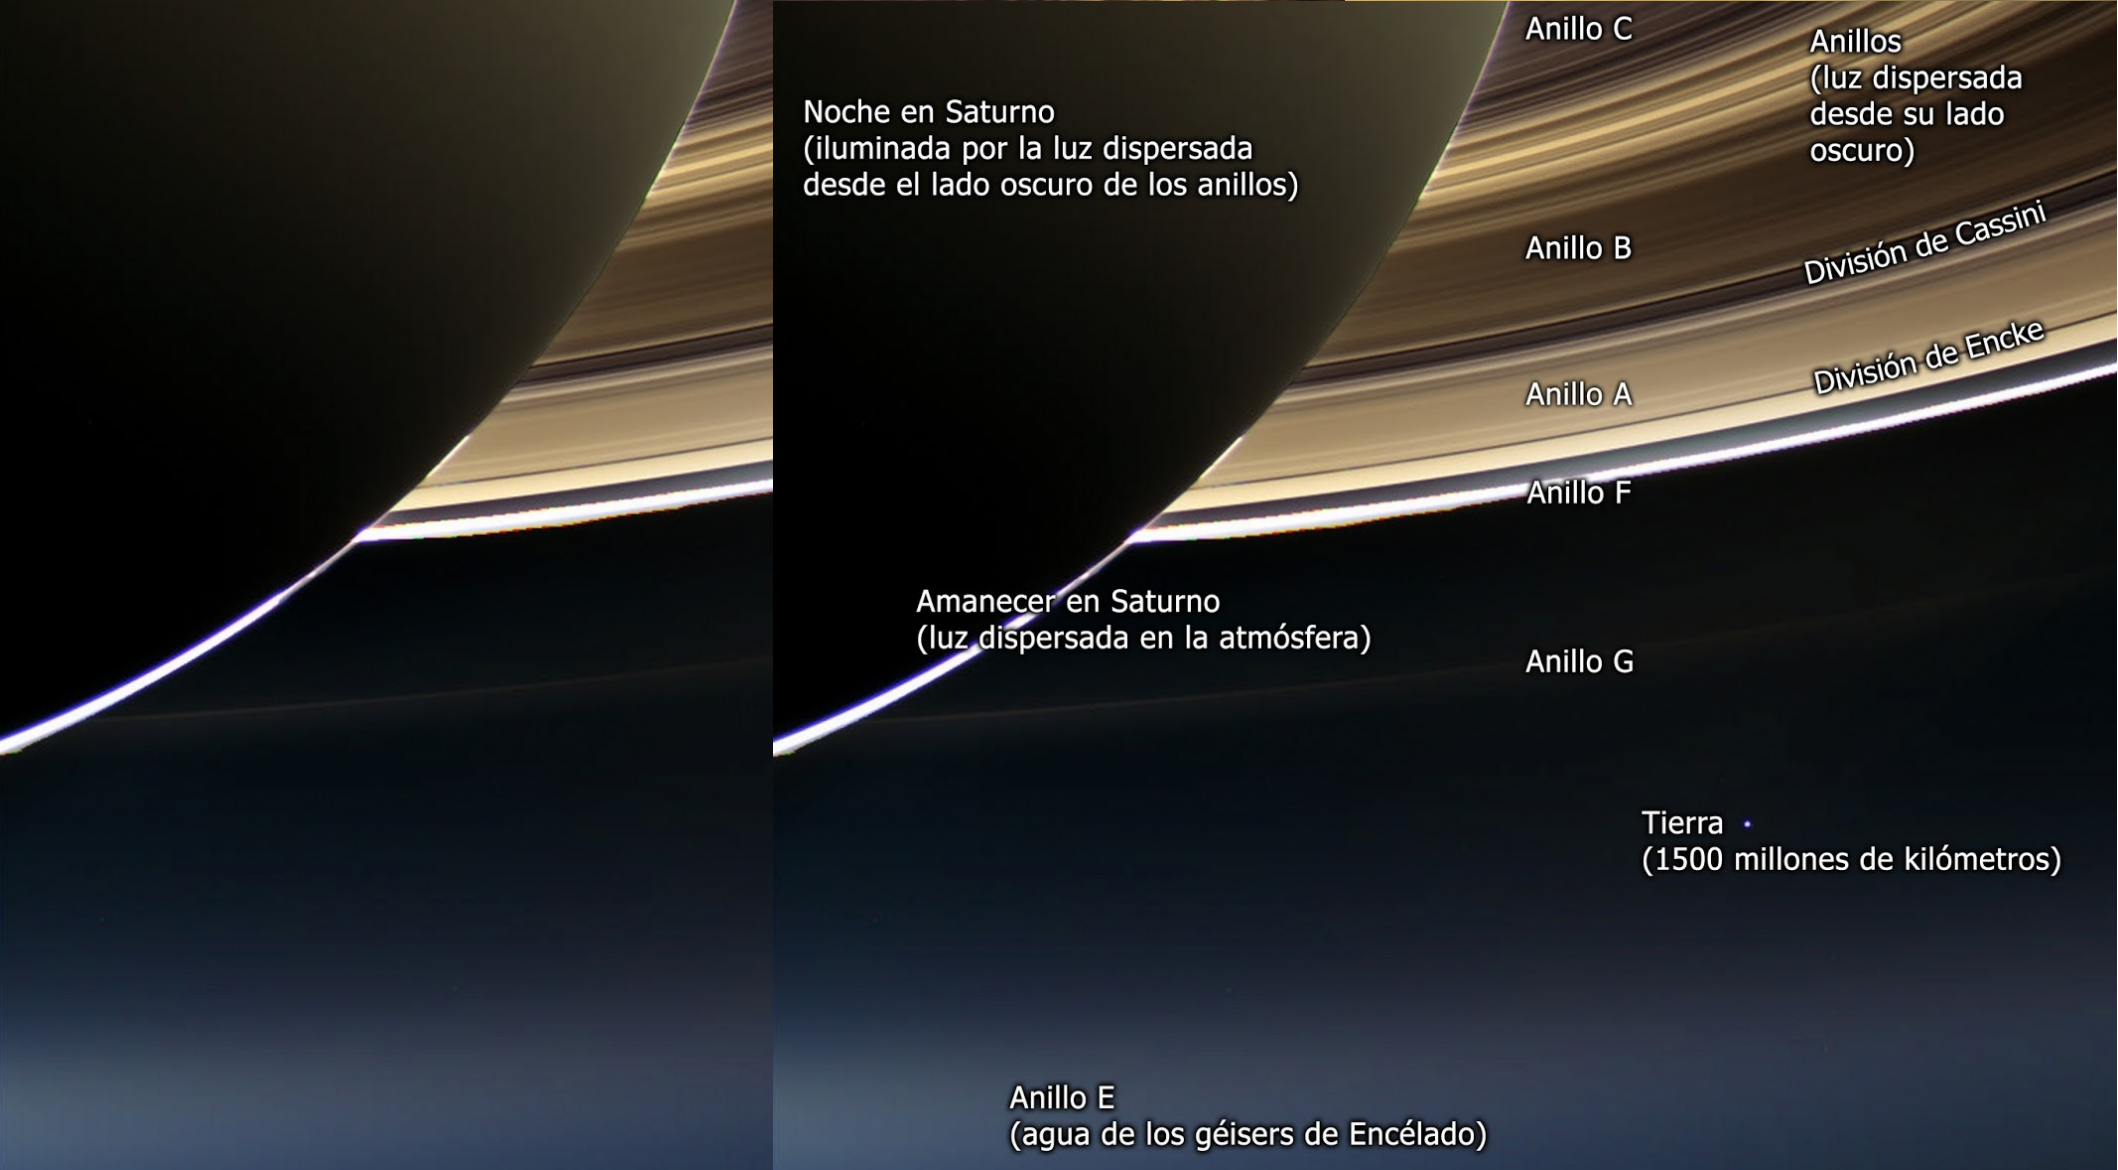 Anillo C
Anillos
(luz dispersada
desde su lado
oscuro)
Noche en Saturno
(iluminada por la luz dispersada
desde el lado oscuro de los anillos)
Anillo B
División de Cassini
División de Encke
Anillo A
Anillo F
Amanecer en Saturno
(luz dispersada en la atmósfera)
Anillo G
Tierra
(1500 millones de kilómetros)
Anillo E
(agua de los géiseres de Encélado)